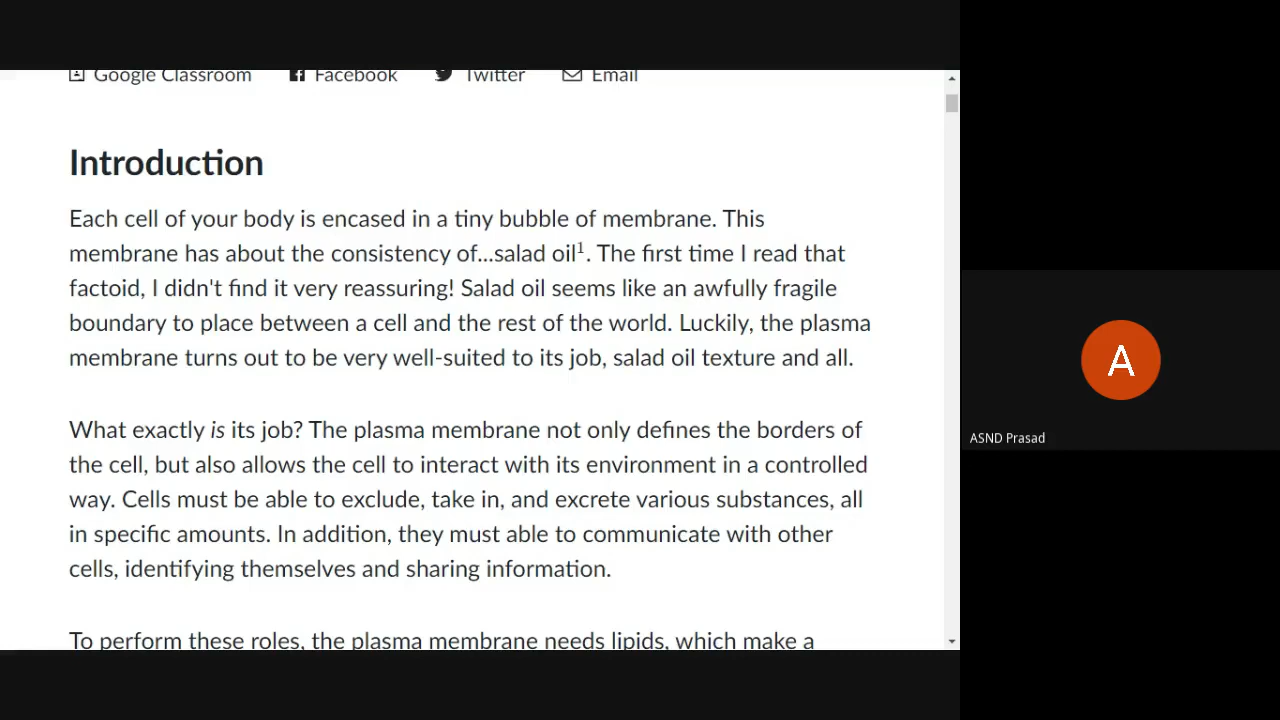 Google Classroom Facebook Twitter Email
Introduction
Each cell of your body is encased in a tiny bubble of membrane. This
membrane has about the consistency of...salad oil¹. The first time I read that
factoid, I didn't find it very reassuring! Salad oil seems like an awfully fragile
boundary to place between a cell and the rest of the world. Luckily, the plasma
membrane turns out to be very well-suited to its job, salad oil texture and all.
What exactly is its job? The plasma membrane not only defines the borders of
the cell, but also allows the cell to interact with its environment in a controlled
way. Cells must be able to exclude, take in, and excrete various substances, all
in specific amounts. In addition, they must able to communicate with other
cells, identifying themselves and sharing information.
To perform these roles, the plasma membrane needs lipids, which make a
A
ASND Prasad